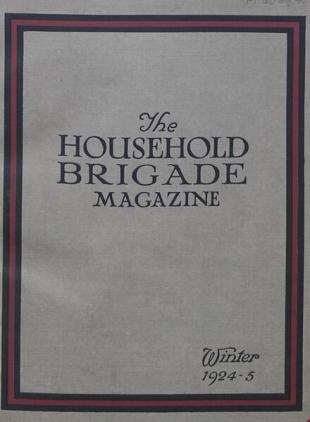 The
HOUSEHOLD
BRIGADE
MAGAZINE
Winter
1924-5